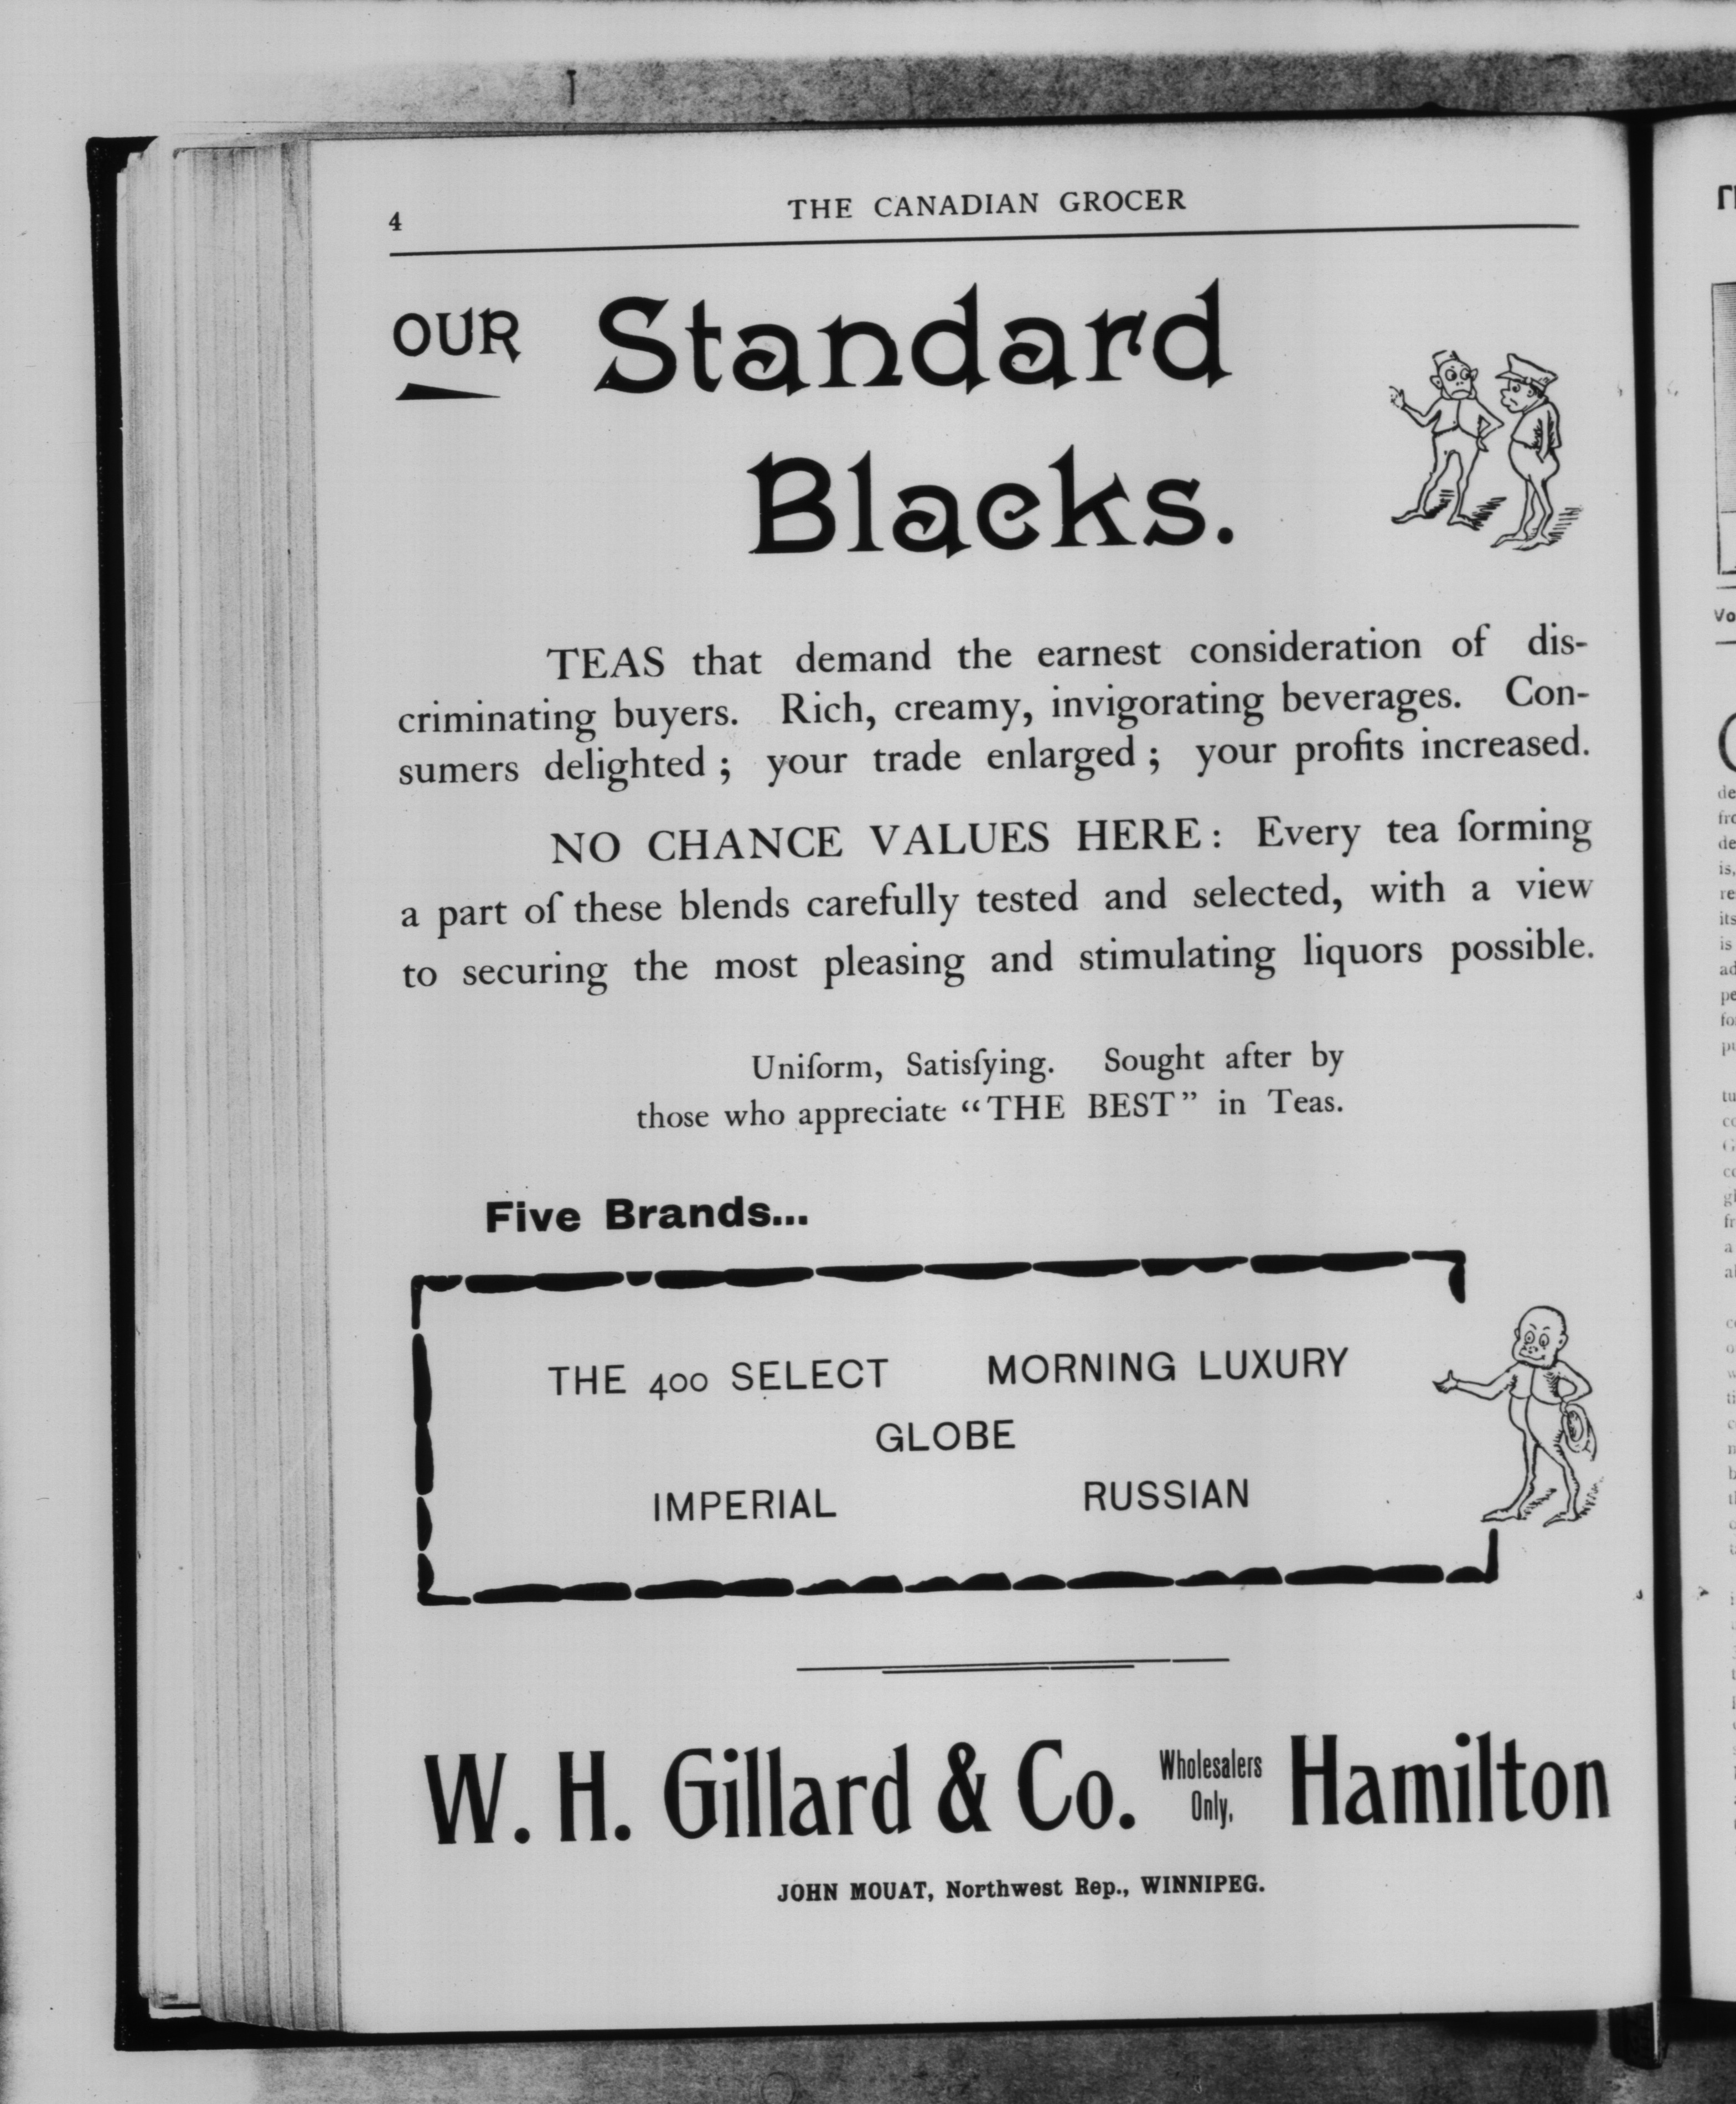 4
THE CANADIAN GROCER
OUR Standard
Blacks.
TEAS that demand the earnest consideration of dis-
criminating buyers. Rich, creamy, invigorating beverages. Con-
sumers delighted ; your trade enlarged ; your profits increased.
NO CHANCE VALUES HERE : Every tea forming
a part of these blends carefully tested and selected, with a view
to securing the most pleasing and stimulating liquors possible.
Uniform, Satisfying. Sought after by
those who appreciate “THE BEST” in Teas.
Five Brands...
THE 400 SELECT MORNING LUXURY
GLOBE
IMPERIAL RUSSIAN
W. H. Gillard & Co. Wholesalers Only, Hamilton
JOHN MOUAT, Northwest Rep., WINNIPEG.